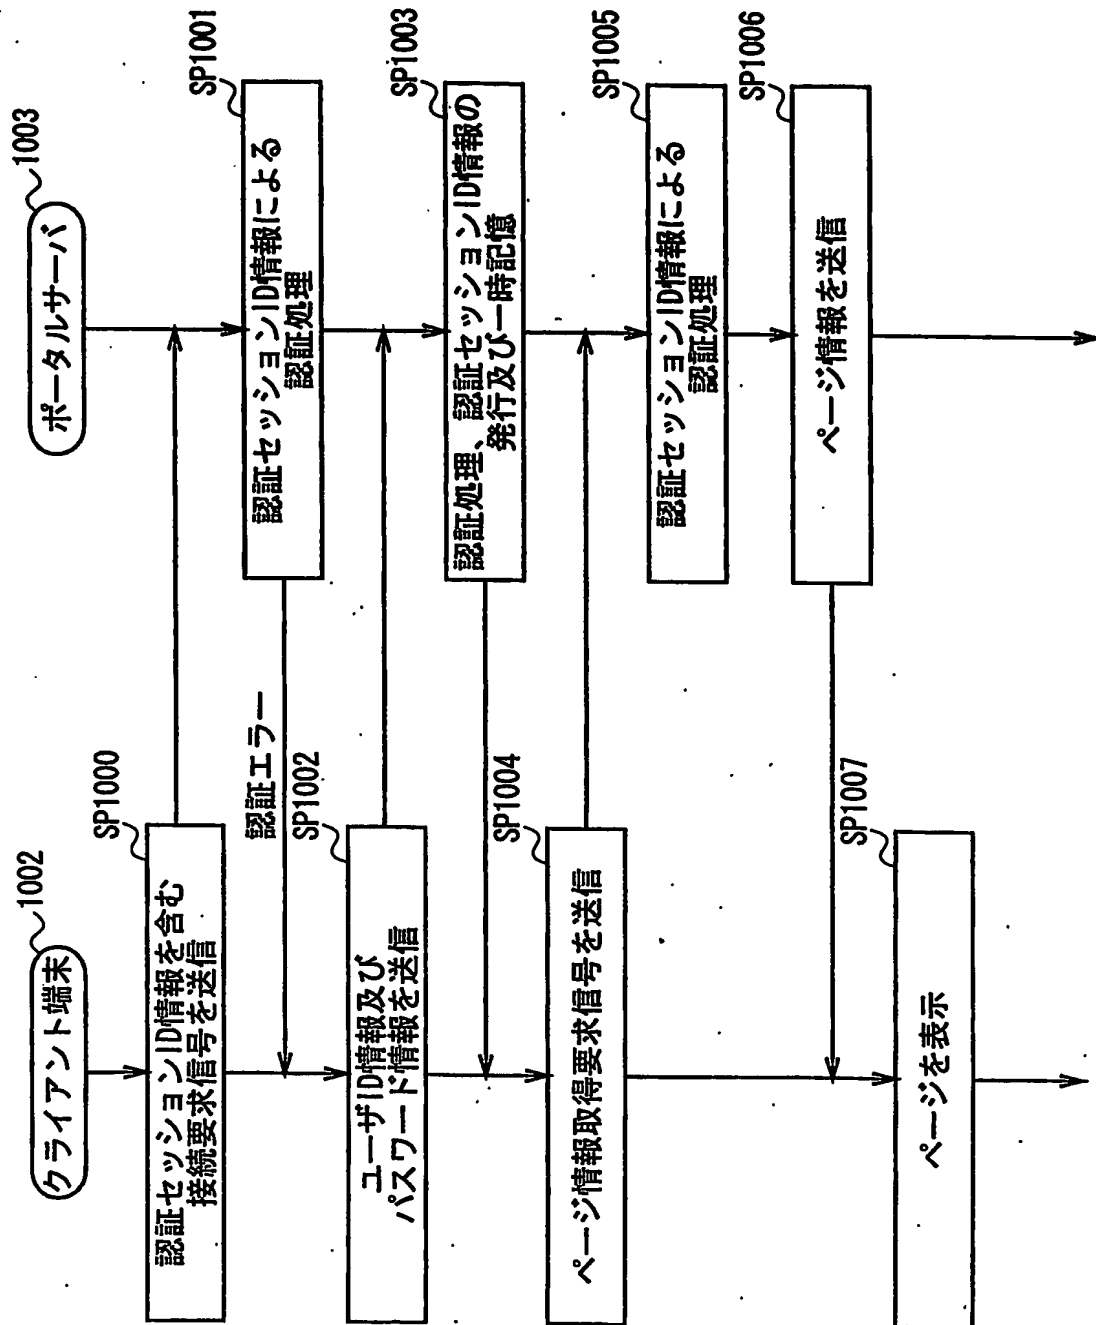 クライアント端末
1002
ポータルサーバ
1003
SP1000
認証セッションID情報を含む
接続要求信号を送信
SP1001
認証セッションID情報による
認証処理
認証エラー
SP1002
ユーザID情報及び
パスワード情報を送信
SP1003
認証処理、認証セッションID情報の
発行及び一時記憶
SP1004
ページ情報取得要求信号を送信
SP1005
認証セッションID情報による
認証処理
SP1006
ページ情報を送信
SP1007
ページを表示